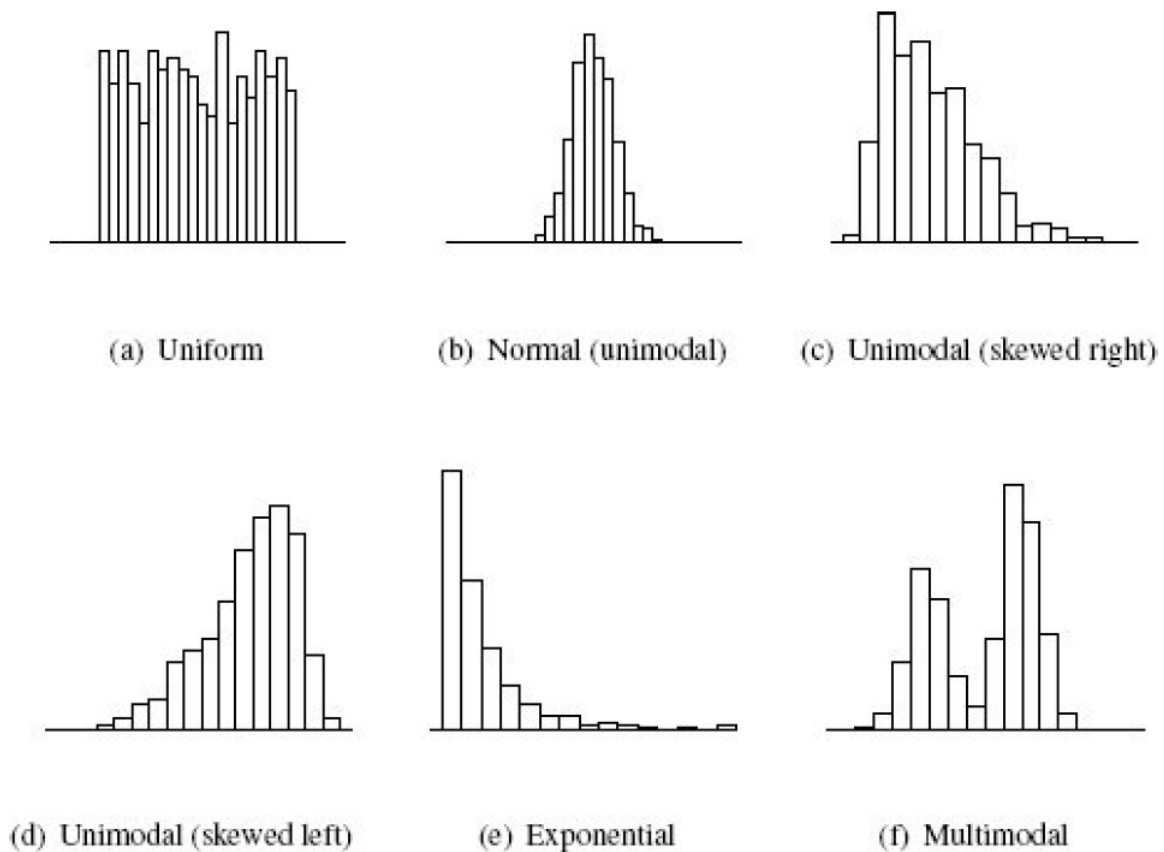 (a) Uniform
(b) Normal (unimodal)
(c) Unimodal (skewed right)
(d) Unimodal (skewed left)
(e) Exponential
(f) Multimodal